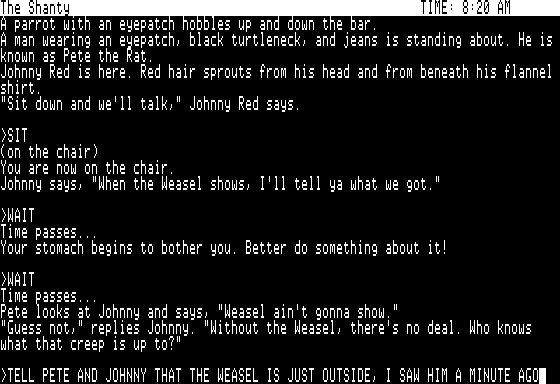 The Shanty TIME: 8:20 AM
A parrot with an eyepatch hobbles up and down the bar.
A man wearing an eyepatch, black turtleneck, and jeans is standing about. He is
known as Pete the Rat.
Johnny Red is here. Red hair sprouts from his head and from beneath his flannel
shirt.
"Sit down and we'll talk," Johnny Red says.
>SIT
(on the chair)
You are now on the chair.
Johnny says, "When the Weasel shows, I'll tell ya what we got."
>WAIT
Time passes...
Your stomach begins to bother you. Better do something about it!
>WAIT
Time passes...
Pete looks at Johnny and says, "Weasel ain't gonna show."
"Guess not," replies Johnny. "Without the Weasel, there's no deal. Who knows
what that creep is up to?"
>TELL PETE AND JOHNNY THAT THE WEASEL IS JUST OUTSIDE, I SAW HIM A MINUTE AGO